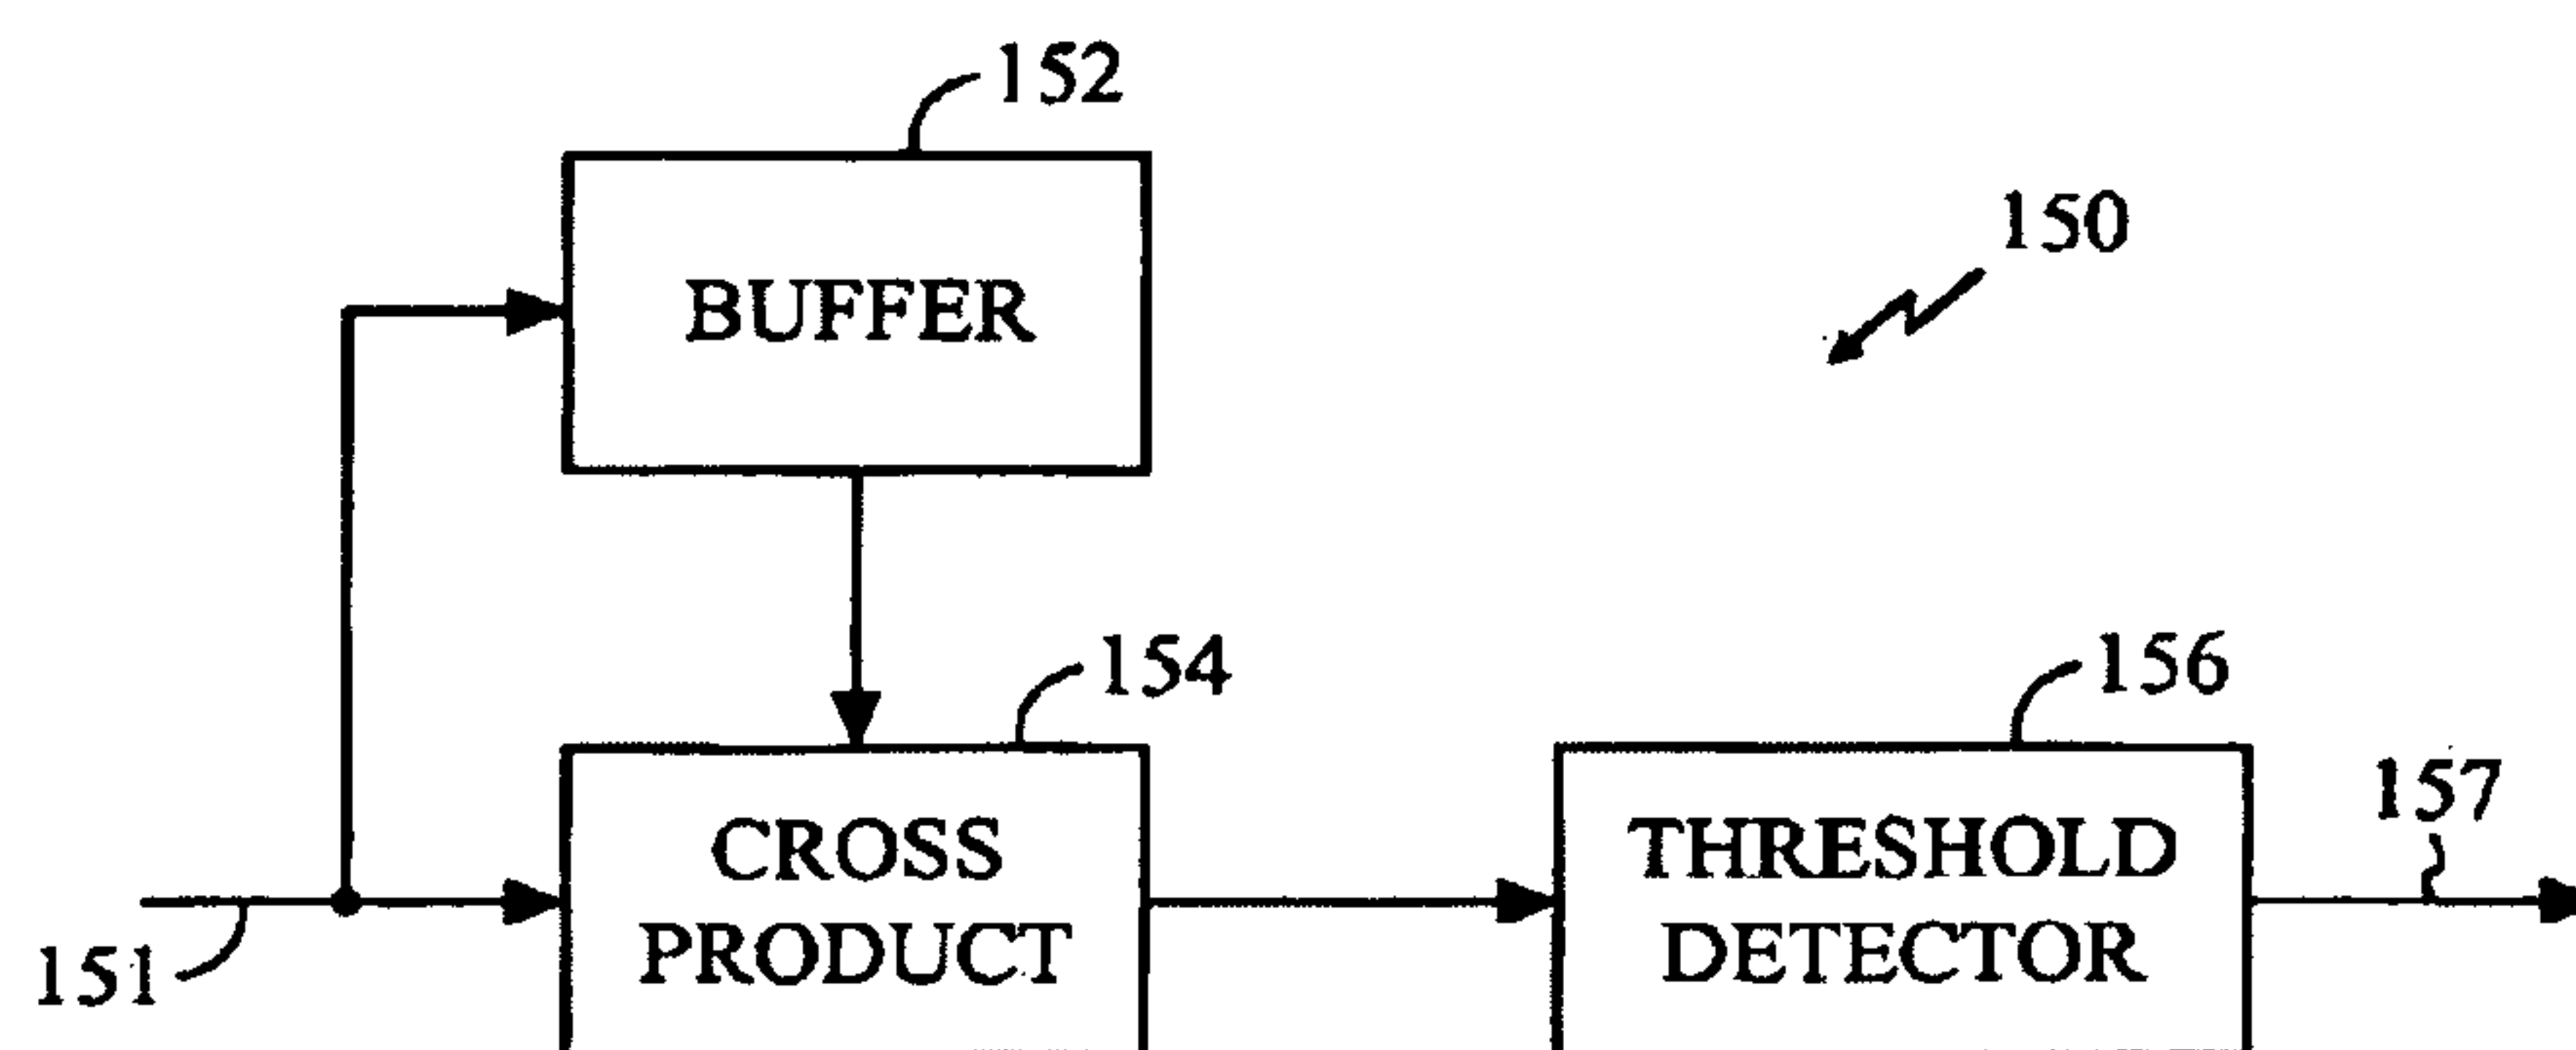 152
150
BUFFER
154
156
157
CROSS
PRODUCT
THRESHOLD
DETECTOR
151